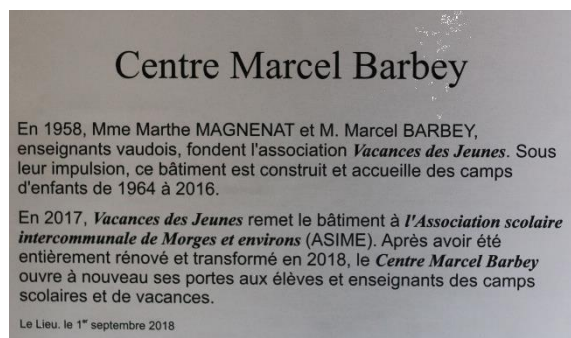 Centre Marcel Barbey
En 1958, Mme Marthe MAGNENAT et M. Marcel BARBEY,
enseignants vaudois, fondent l'association Vacances des Jeunes. Sous
leur impulsion, ce bâtiment est construit et accueille des camps
d'enfants de 1964 à 2016.
En 2017, Vacances des Jeunes remet le bâtiment à l'Association scolaire
intercommunale de Morges et environs (ASIME). Après avoir été
entièrement rénové et transformé en 2018, le Centre Marcel Barbey
ouvre à nouveau ses portes aux élèves et enseignants des camps
scolaires et de vacances.
Le Lieu. le 1er septembre 2018